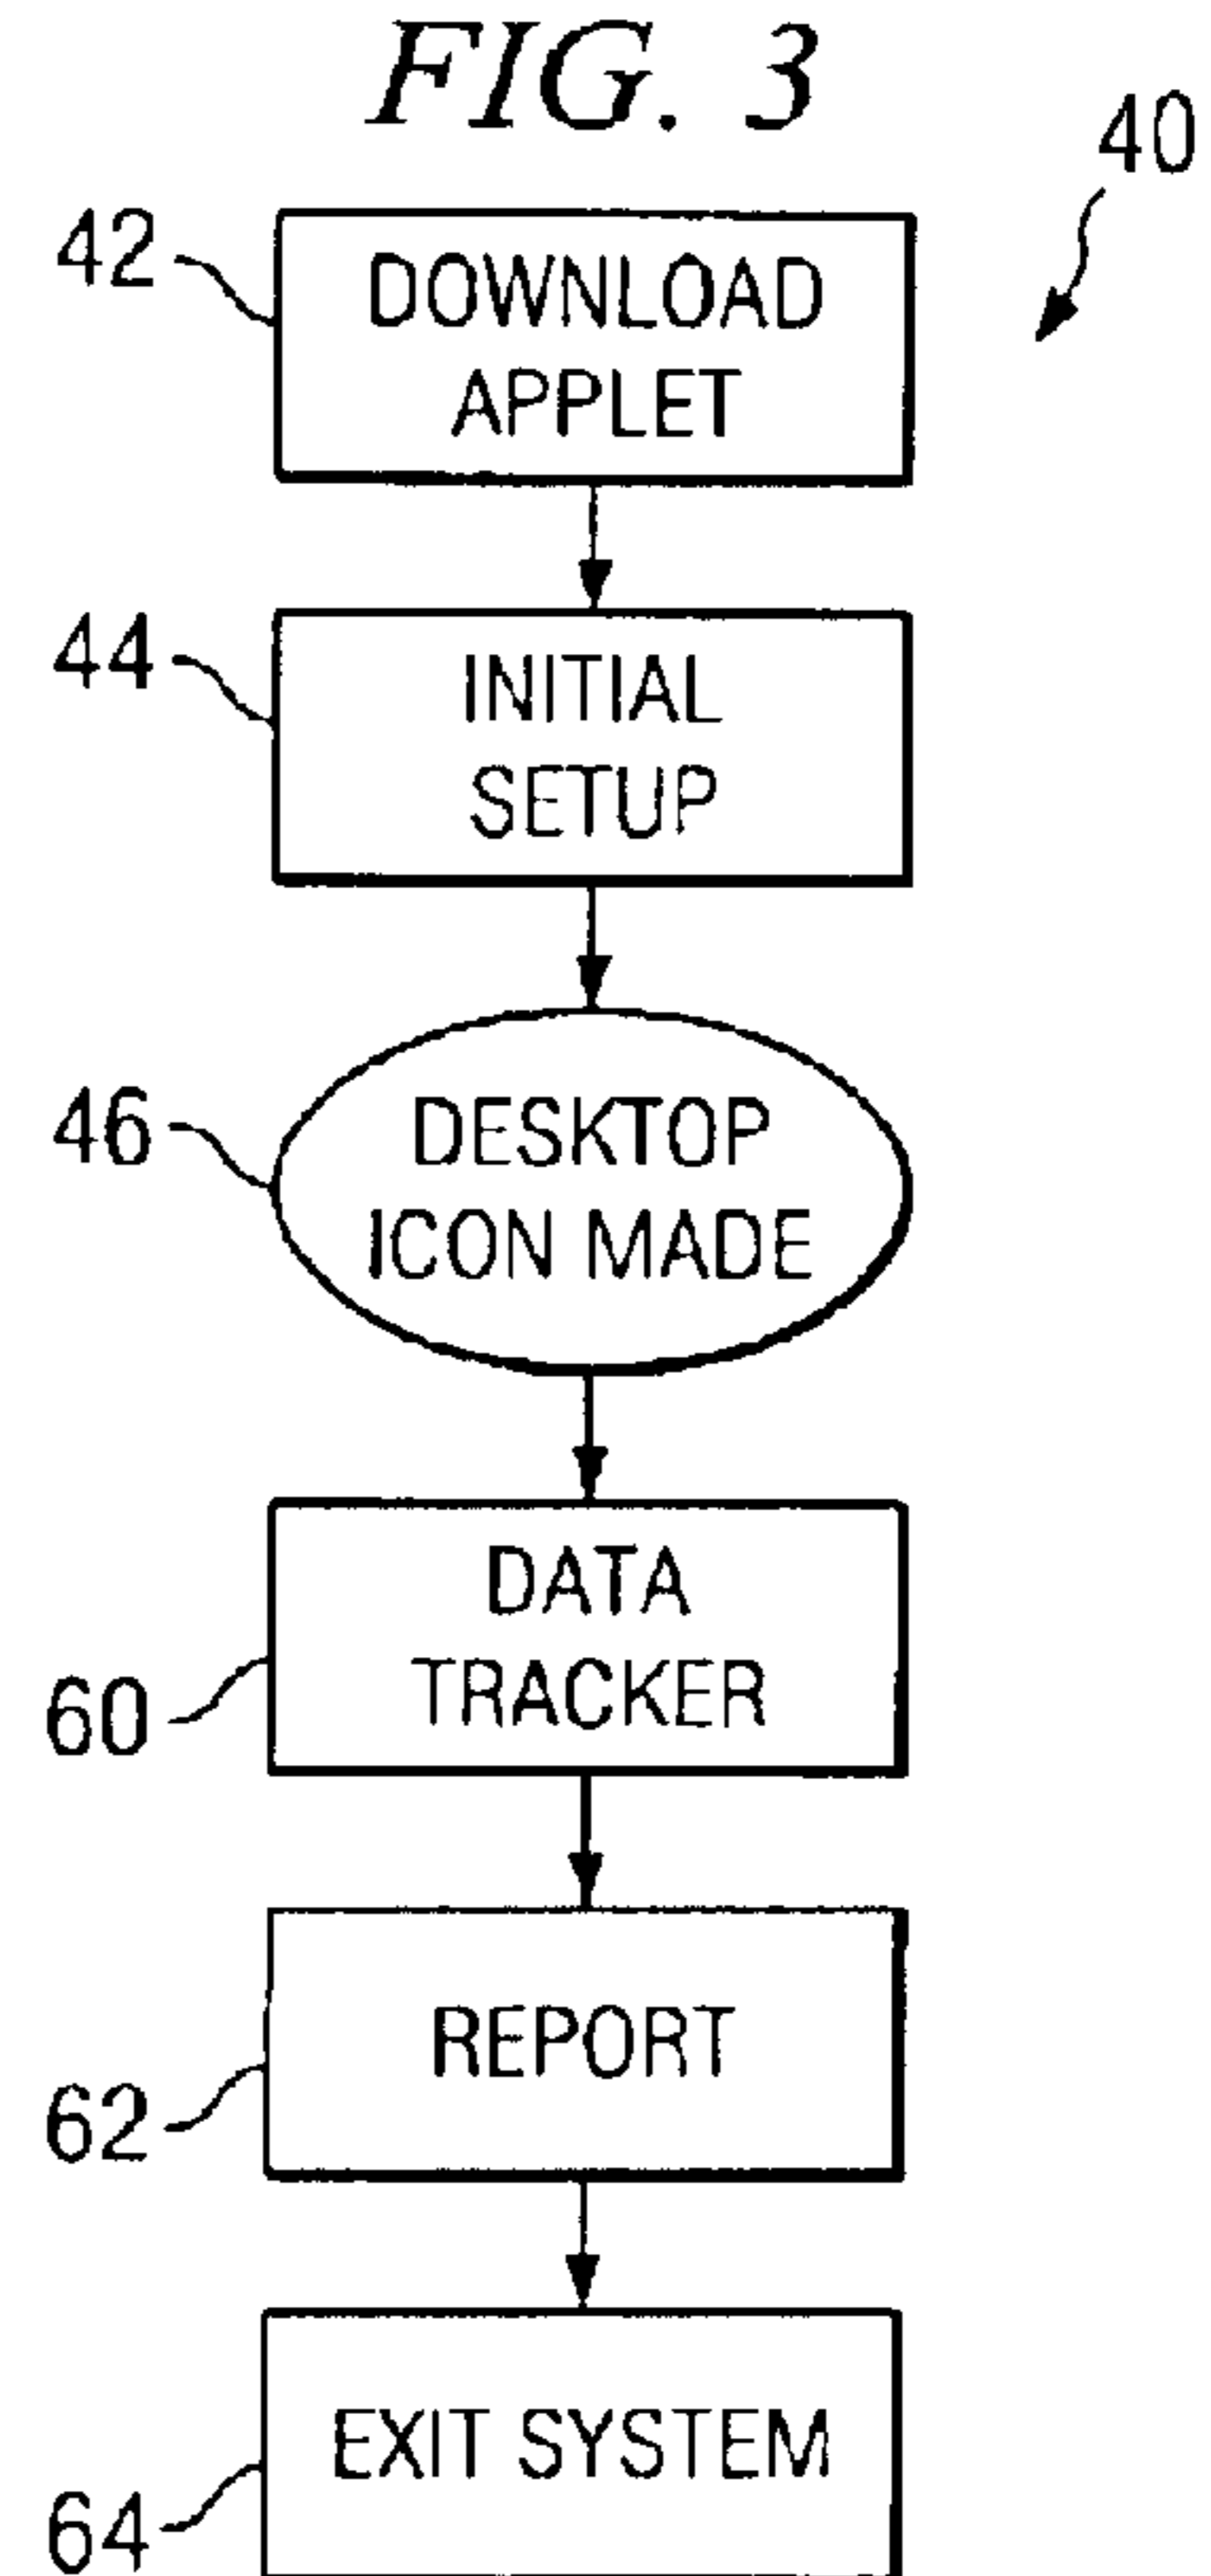 FIG. 3
40
42
DOWNLOAD
APPLET
44
INITIAL
SETUP
46
DESKTOP
ICON MADE
DATA
TRACKER
60
REPORT
62
EXIT SYSTEM
64